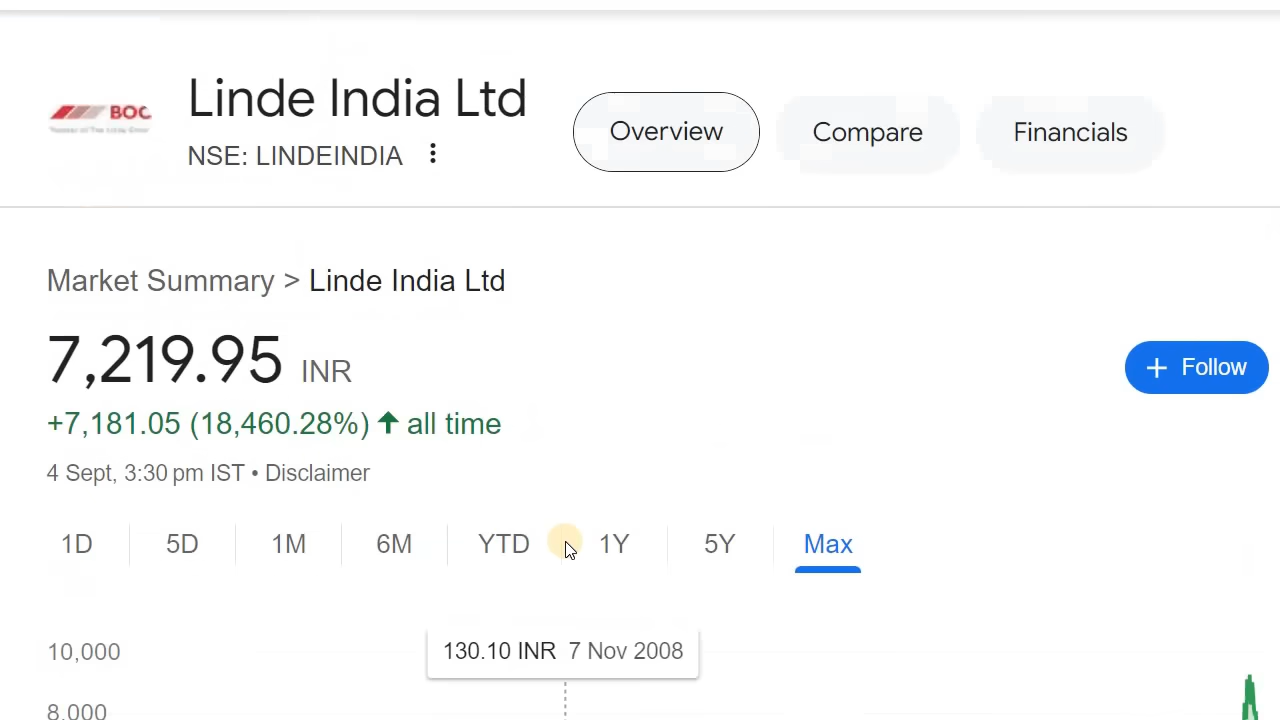 BOC
Linde India Ltd
NSE: LINDEINDIA
Overview
Compare
Financials
Market Summary > Linde India Ltd
7,219.95 INR
+ Follow
+7,181.05 (18,460.28%) ↑ all time
4 Sept, 3:30 pm IST • Disclaimer
1D 5D 1M 6M YTD 1Y 5Y Max
130.10 INR 7 Nov 2008
10,000
8,000